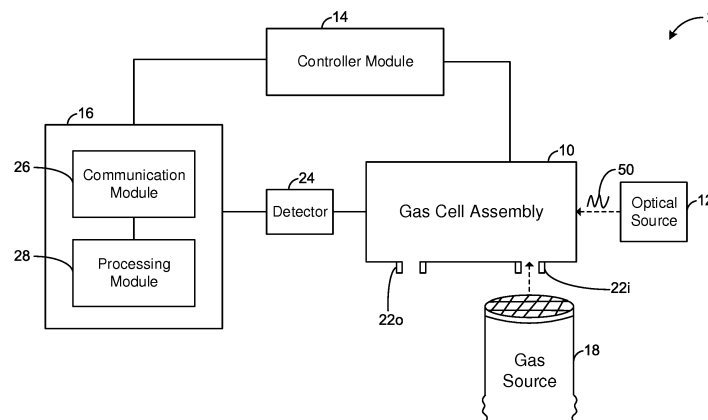 14
Controller Module
16
26
Communication
Module
28
Processing
Module
24
Detector
10
Gas Cell Assembly
50
Optical
Source
12
22o
22i
Gas
Source
18